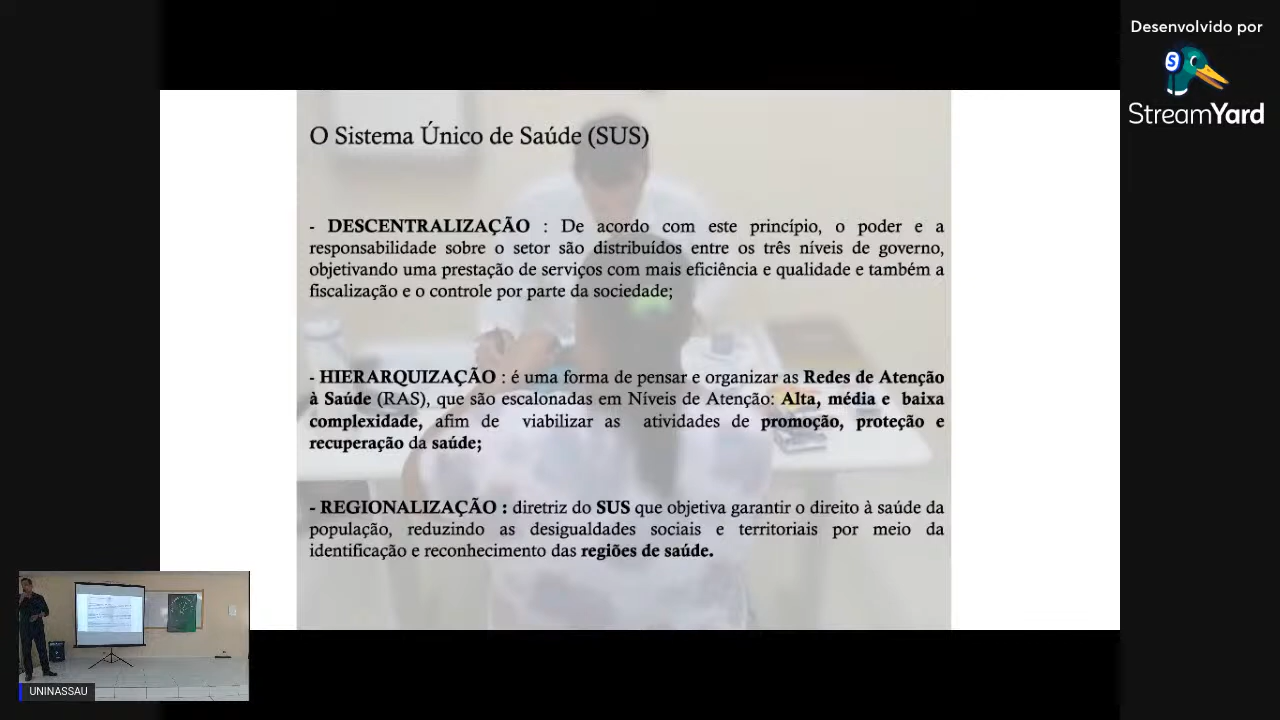 Desenvolvido por
StreamYard
O Sistema Único de Saúde (SUS)
- DESCENTRALIZAÇÃO : De acordo com este princípio, o poder e a
responsabilidade sobre o setor são distribuídos entre os três níveis de governo,
objetivando uma prestação de serviços com mais eficiência e qualidade e também a
fiscalização e o controle por parte da sociedade;
- HIERARQUIZAÇÃO : é uma forma de pensar e organizar as Redes de Atenção
à Saúde (RAS), que são escalonadas em Níveis de Atenção: Alta, média e baixa
complexidade, afim de viabilizar as atividades de promoção, proteção e
recuperação da saúde;
- REGIONALIZAÇÃO : diretriz do SUS que objetiva garantir o direito à saúde da
população, reduzindo as desigualdades sociais e territoriais por meio da
identificação e reconhecimento das regiões de saúde.
UNINASSAU